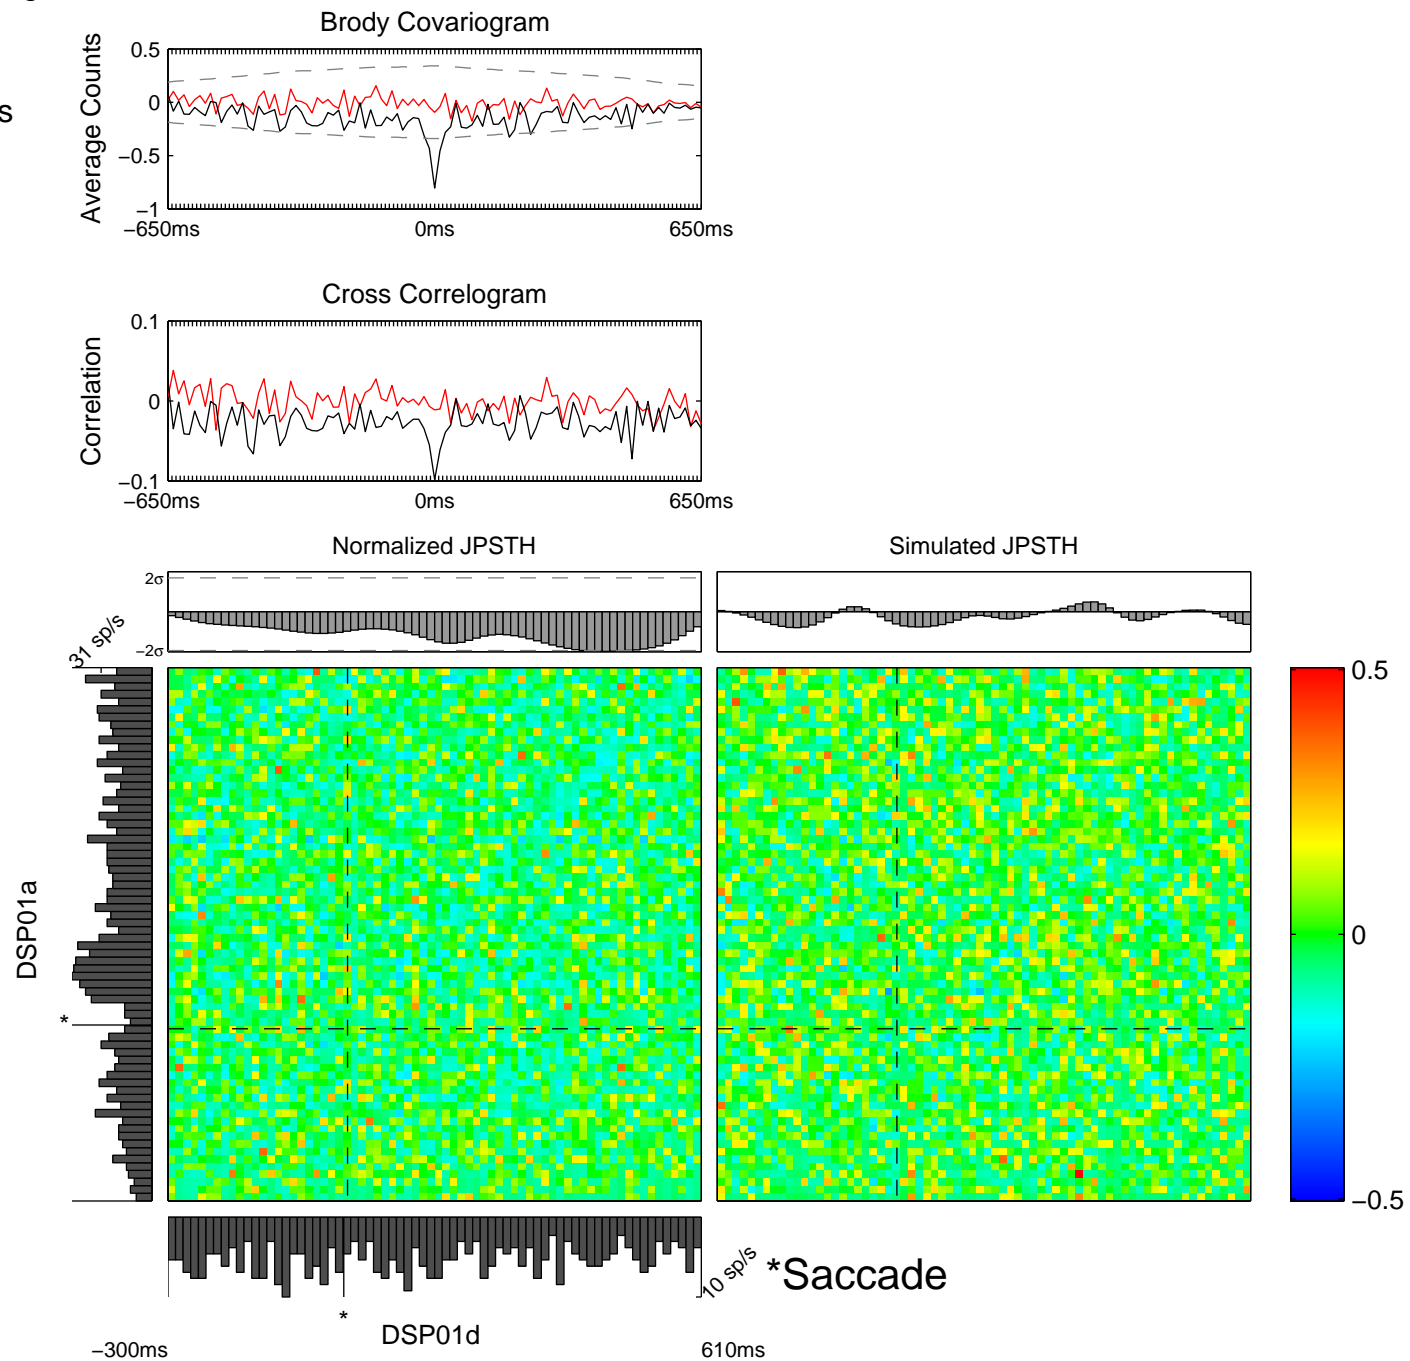 Brody Covariogram
Average Counts
0.5
0
−0.5
−1
−650ms
0ms
650ms
s
Cross Correlogram
Correlation
0.1
0
−0.1
−650ms
0ms
650ms
Normalized JPSTH
Simulated JPSTH
2σ
−2σ
31 sp/s
DSP01a
*
0.5
0
−0.5
10 sp/s
*Saccade
*
DSP01d
−300ms
610ms